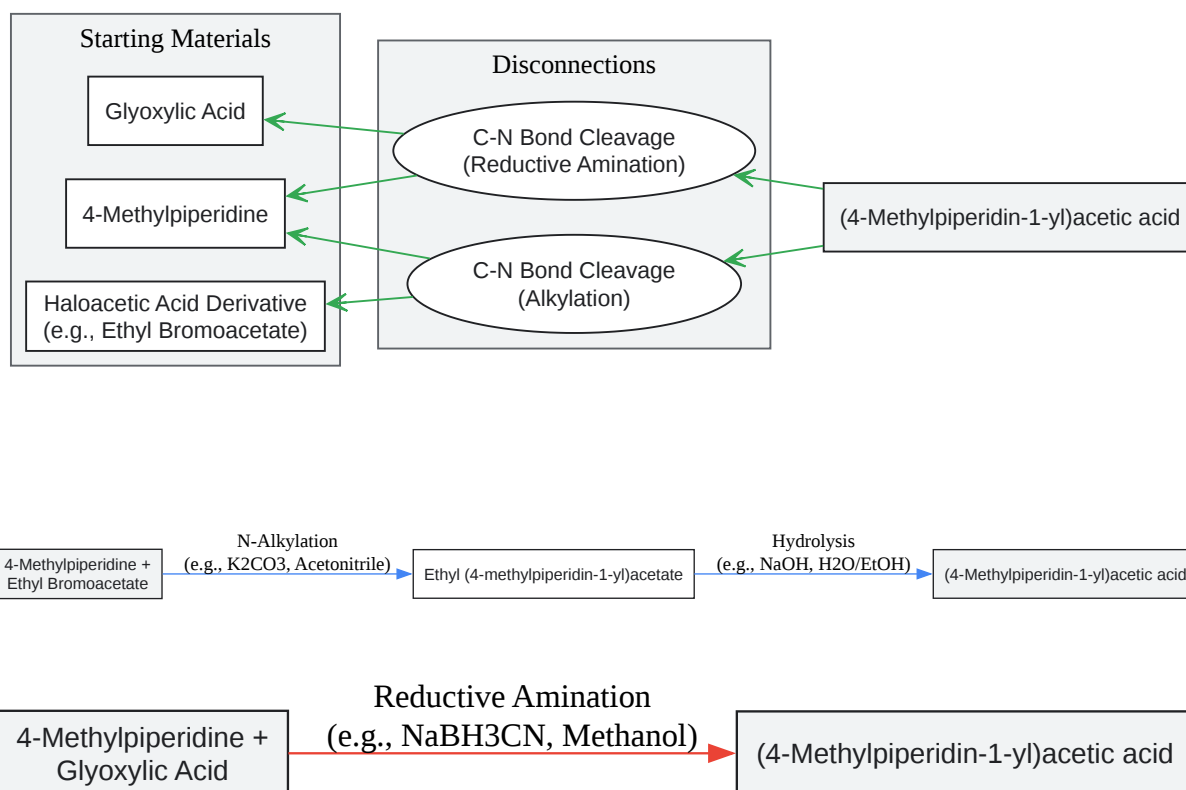 Starting Materials
Disconnections
Glyoxylic Acid
C-N Bond Cleavage
(Reductive Amination)
4-Methylpiperidine
(4-Methylpiperidin-1-yl)acetic acid
C-N Bond Cleavage
(Alkylation)
Haloacetic Acid Derivative
(e.g., Ethyl Bromoacetate)
4-Methylpiperidine +
Ethyl Bromoacetate
N-Alkylation
(e.g., K2CO3, Acetonitrile)
Ethyl (4-methylpiperidin-1-yl)acetate
Hydrolysis
(e.g., NaOH, H2O/EtOH)
(4-Methylpiperidin-1-yl)acetic acid
4-Methylpiperidine +
Glyoxylic Acid
Reductive Amination
(e.g., NaBH3CN, Methanol)
(4-Methylpiperidin-1-yl)acetic acid